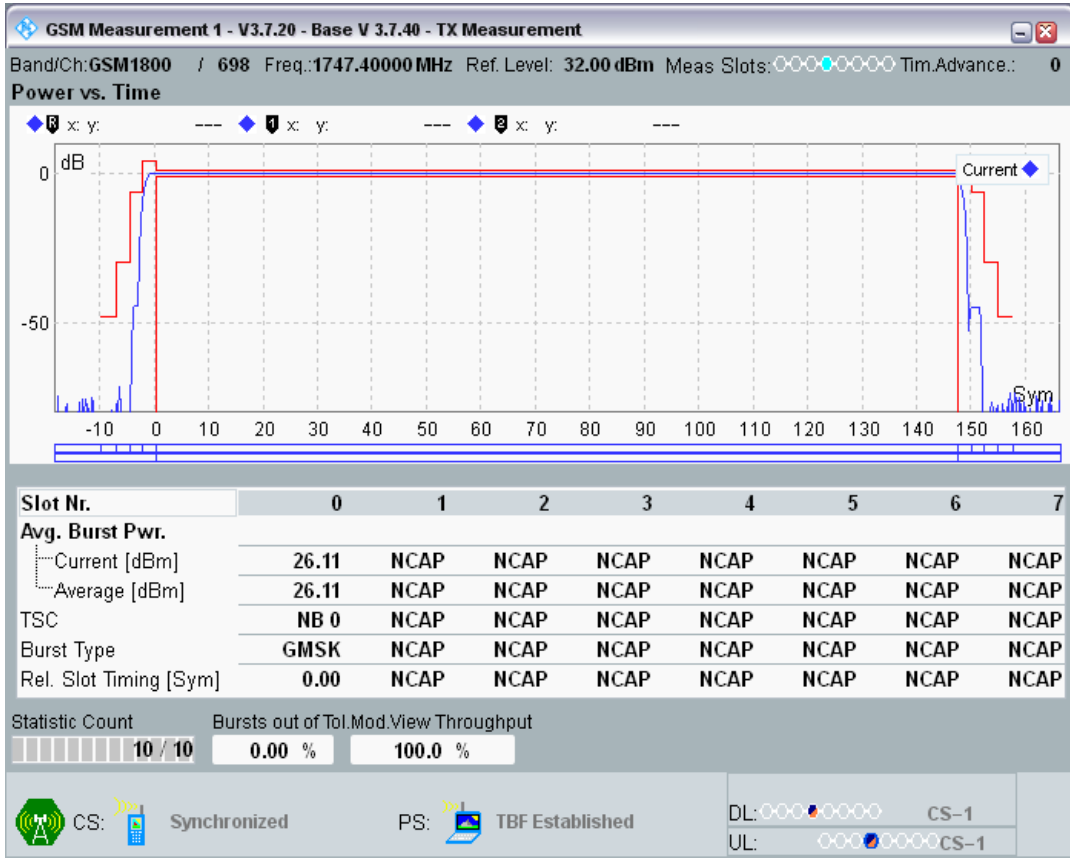 GSM Measurement 1 - V3.7.20 - Base V 3.7.40 - TX Measurement
Band/Ch:GSM1800 / 698 Freq.:1747.40000 MHz Ref. Level: 32.00 dBm Meas Slots: Tim.Advance.: 0
Power vs. Time
R x: y: --- 1 x: y: --- 2 x: y: ---
dB
Current
0
-50
Sym
-10 0 10 20 30 40 50 60 70 80 90 100 110 120 130 140 150 160
Slot Nr. 0 1 2 3 4 5 6 7
Avg. Burst Pwr.
Current [dBm] 26.11 NCAP NCAP NCAP NCAP NCAP NCAP NCAP
Average [dBm] 26.11 NCAP NCAP NCAP NCAP NCAP NCAP NCAP
TSC NB 0 NCAP NCAP NCAP NCAP NCAP NCAP NCAP
Burst Type GMSK NCAP NCAP NCAP NCAP NCAP NCAP NCAP
Rel. Slot Timing [Sym] 0.00 NCAP NCAP NCAP NCAP NCAP NCAP NCAP
Statistic Count Bursts out of Tol.Mod.View Throughput
10 / 10 0.00 % 100.0 %
CS: Synchronized PS: TBF Established DL: CS-1
UL: CS-1